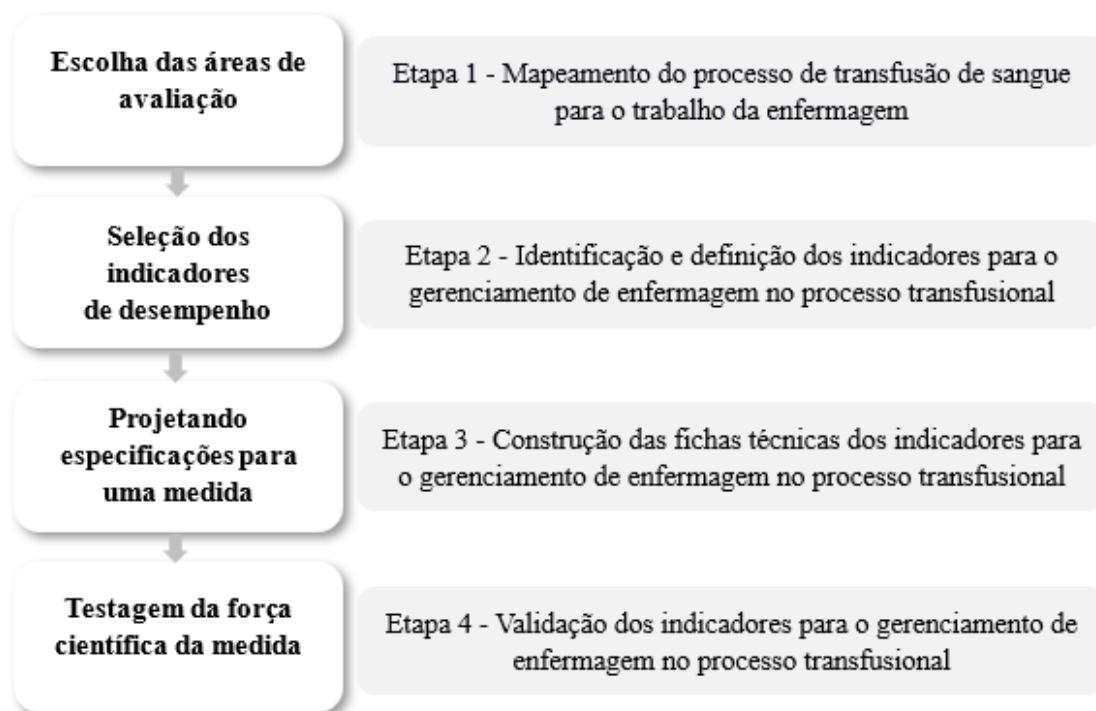 Escolha das áreas de
avaliação
Etapa 1 - Mapeamento do processo de transfusão de sangue
para o trabalho da enfermagem
Seleção dos
indicadores
de desempenho
Etapa 2 - Identificação e definição dos indicadores para o
gerenciamento de enfermagem no processo transfusional
Projetando
especificações para
uma medida
Etapa 3 - Construção das fichas técnicas dos indicadores para
o gerenciamento de enfermagem no processo transfusional
Testagem da força
científica da medida
Etapa 4 - Validação dos indicadores para o gerenciamento de
enfermagem no processo transfusional